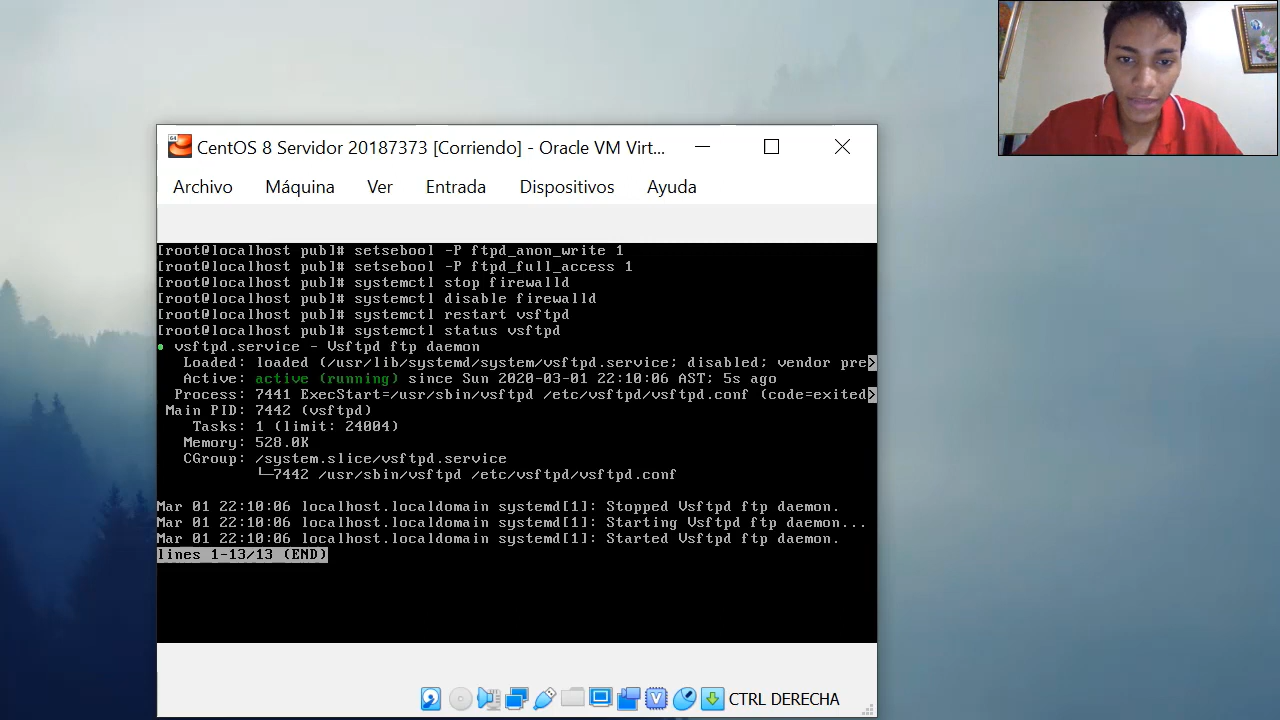 CentOS 8 Servidor 20187373 [Corriendo] - Oracle VM Virt...
Archivo Máquina Ver Entrada Dispositivos Ayuda
[root@localhost pub]# setsebool -P ftpd_anon_write 1
[root@localhost pub]# setsebool -P ftpd_full_access 1
[root@localhost pub]# systemctl stop firewalld
[root@localhost pub]# systemctl disable firewalld
[root@localhost pub]# systemctl restart vsftpd
[root@localhost pub]# systemctl status vsftpd
● vsftpd.service - Vsftpd ftp daemon
Loaded: loaded (/usr/lib/systemd/system/vsftpd.service; disabled; vendor pre>
Active: active (running) since Sun 2020-03-01 22:10:06 AST; 5s ago
Process: 7441 ExecStart=/usr/sbin/vsftpd /etc/vsftpd/vsftpd.conf (code=exited>
Main PID: 7442 (vsftpd)
Tasks: 1 (limit: 24004)
Memory: 528.0K
CGroup: /system.slice/vsftpd.service
└─7442 /usr/sbin/vsftpd /etc/vsftpd/vsftpd.conf
Mar 01 22:10:06 localhost.localdomain systemd[1]: Stopped Vsftpd ftp daemon.
Mar 01 22:10:06 localhost.localdomain systemd[1]: Starting Vsftpd ftp daemon...
Mar 01 22:10:06 localhost.localdomain systemd[1]: Started Vsftpd ftp daemon.
lines 1-13/13 (END)
CTRL DERECHA